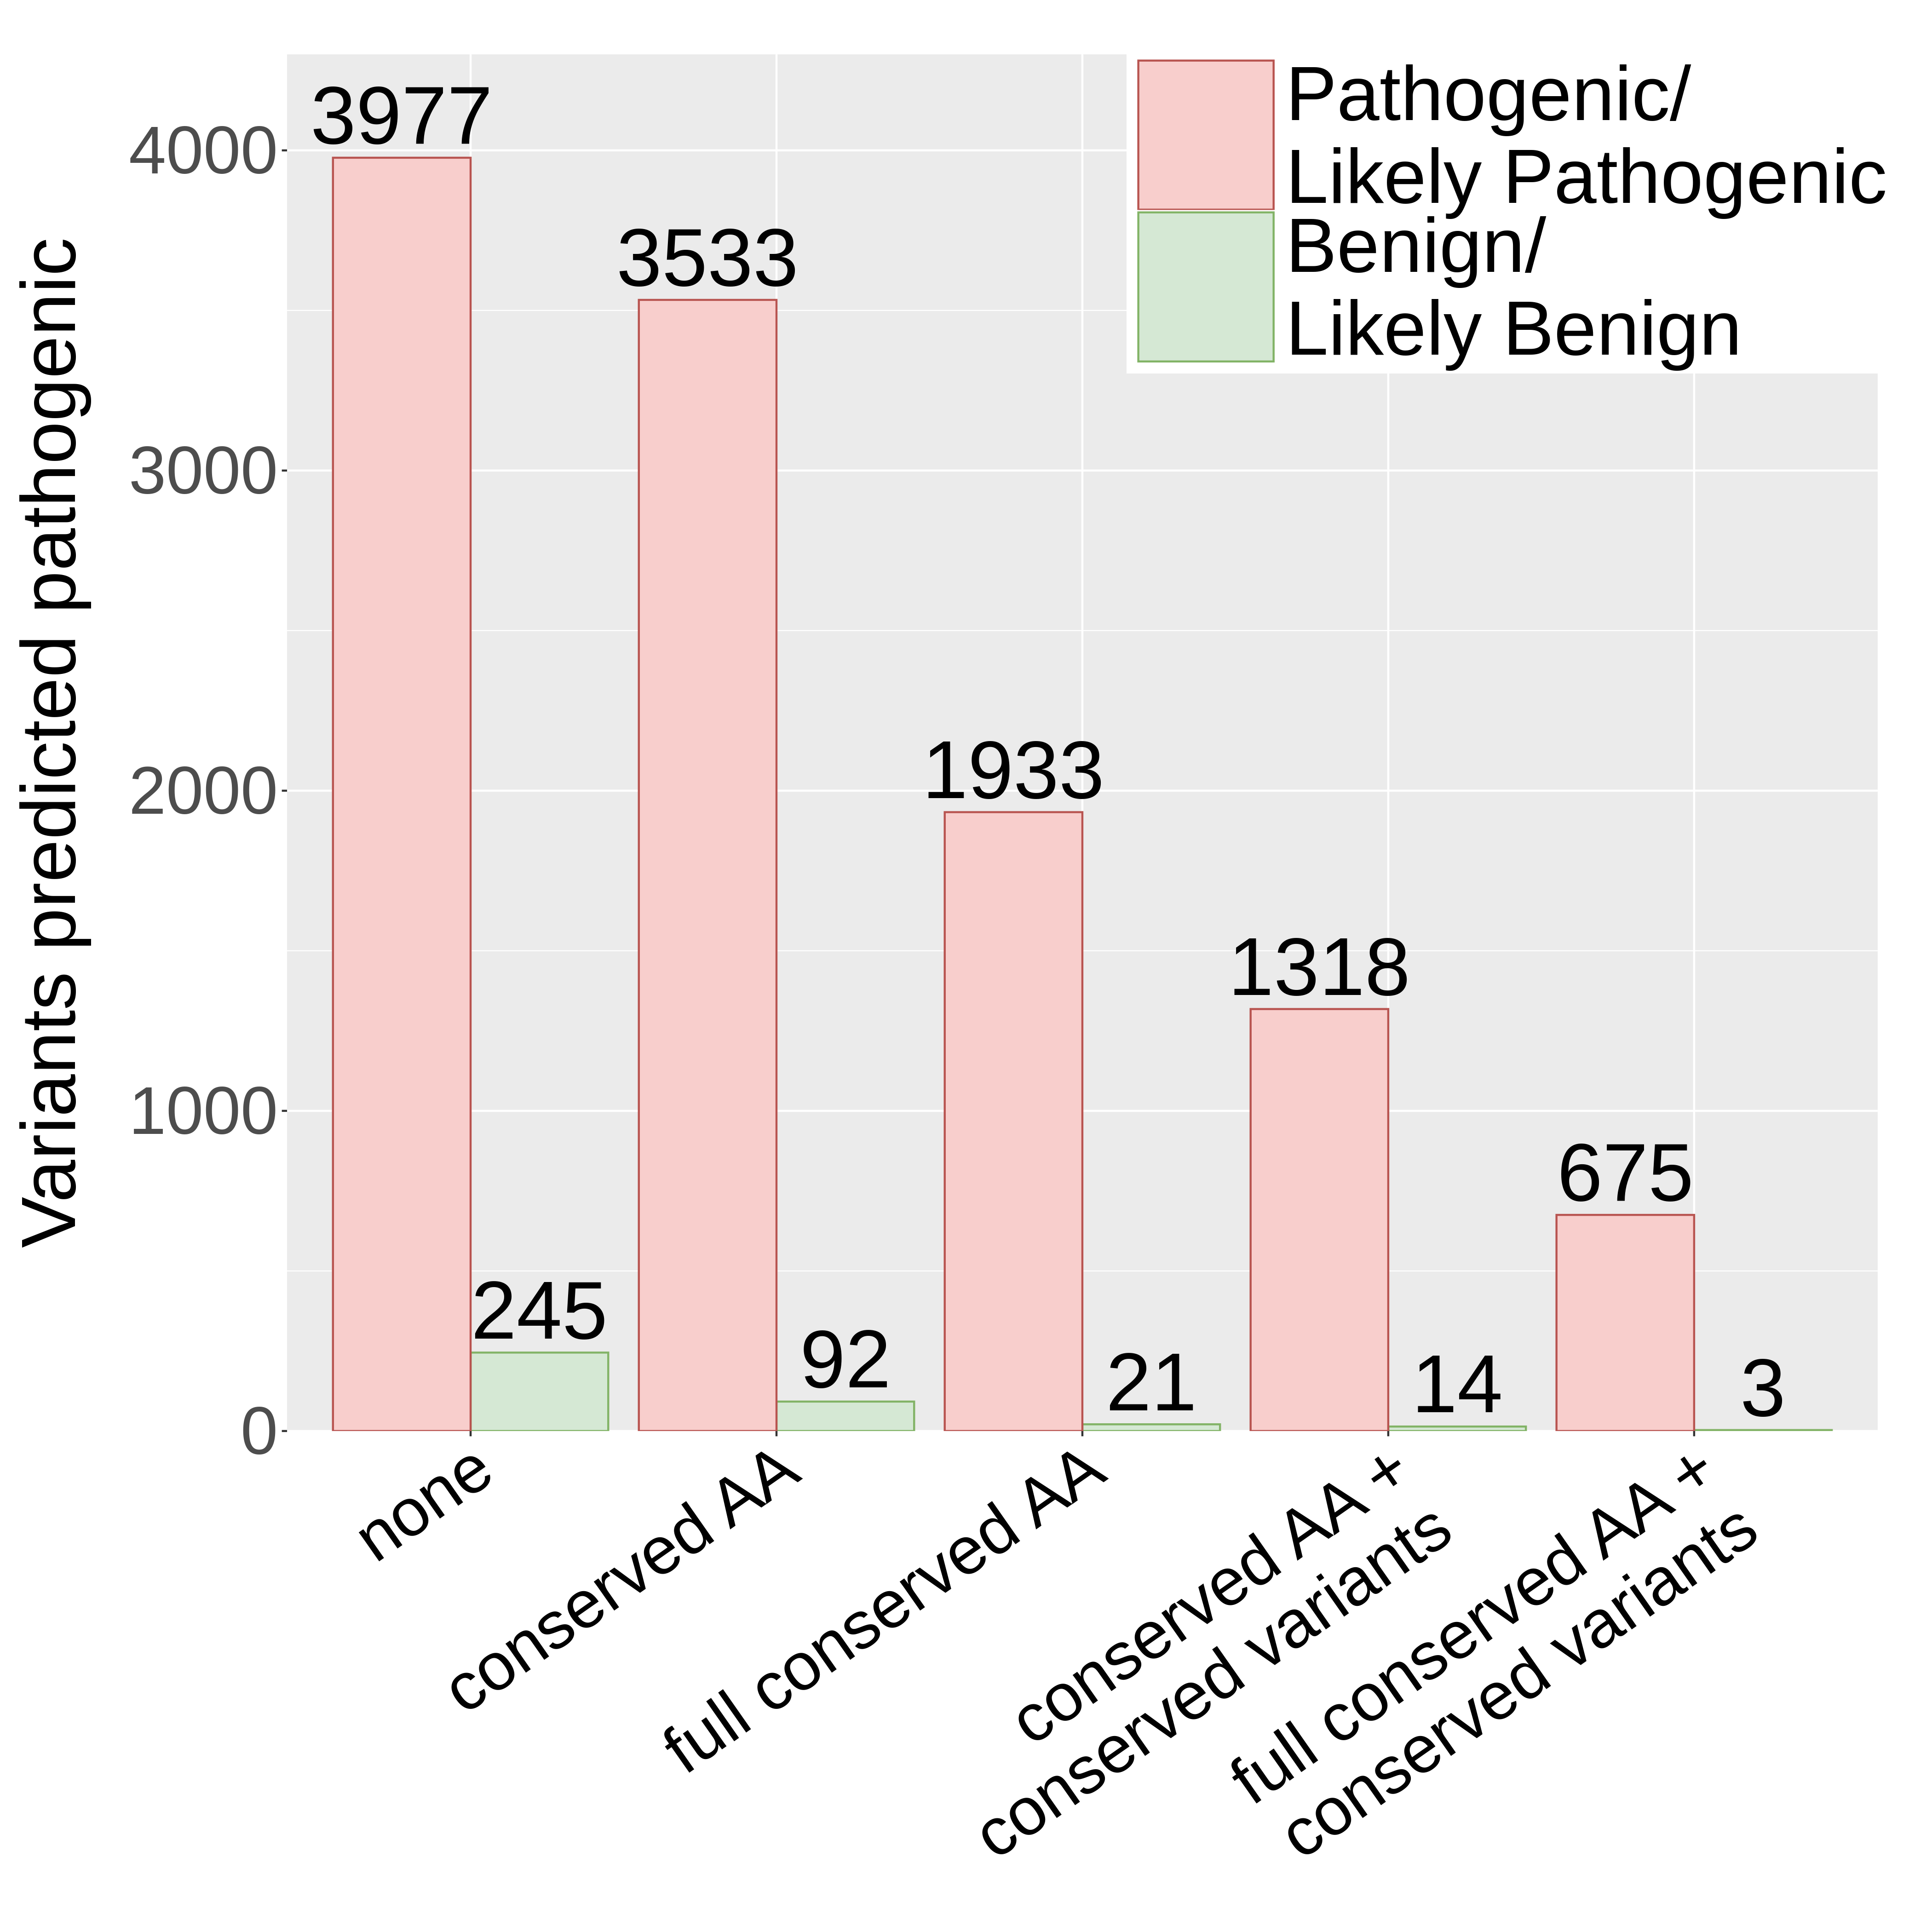 Variants predicted pathogenic
4000
3000
2000
1000
0
3977
245
3533
92
1933
21
1318
14
675
3
Pathogenic/
Likely Pathogenic
Benign/
Likely Benign
none
conserved AA
full conserved AA
conserved AA +
conserved variants
full conserved AA +
conserved variants